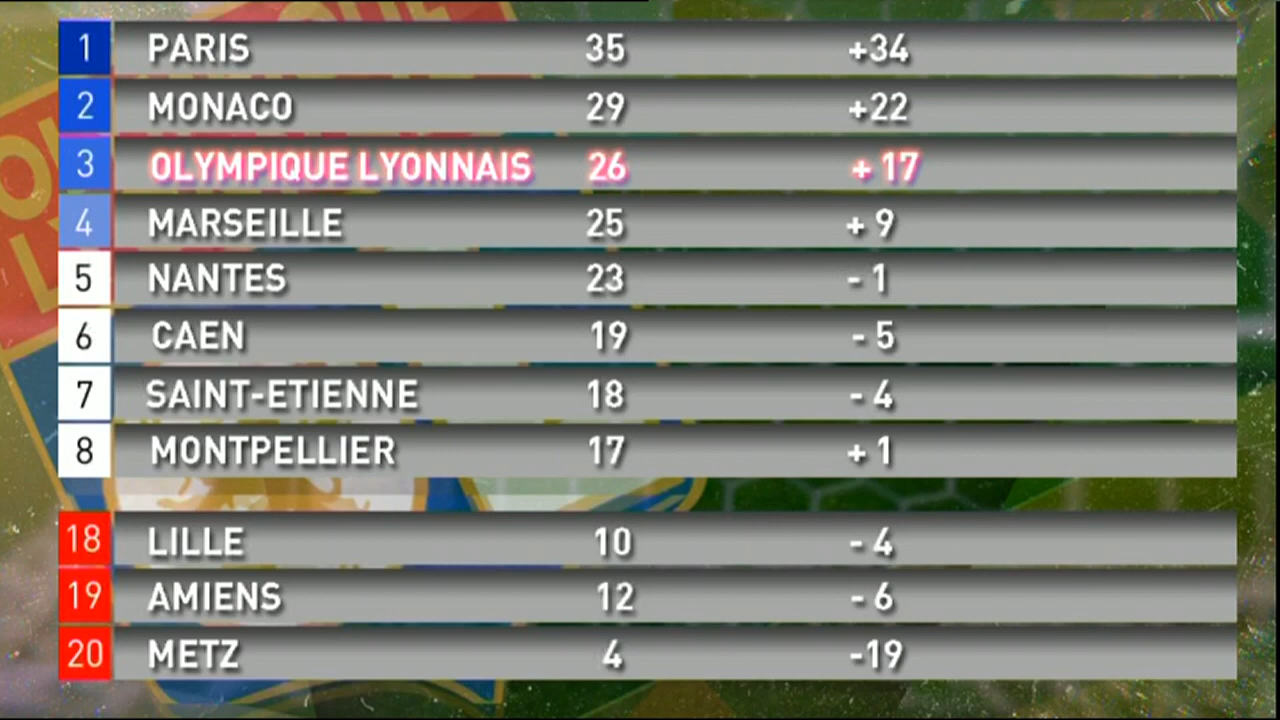 1 PARIS 35 +34
2 MONACO 29 +22
3 OLYMPIQUE LYONNAIS 26 + 17
4 MARSEILLE 25 + 9
5 NANTES 23 - 1
6 CAEN 19 - 5
7 SAINT-ETIENNE 18 - 4
8 MONTPELLIER 17 + 1
18 LILLE 10 - 4
19 AMIENS 12 - 6
20 METZ 4 -19